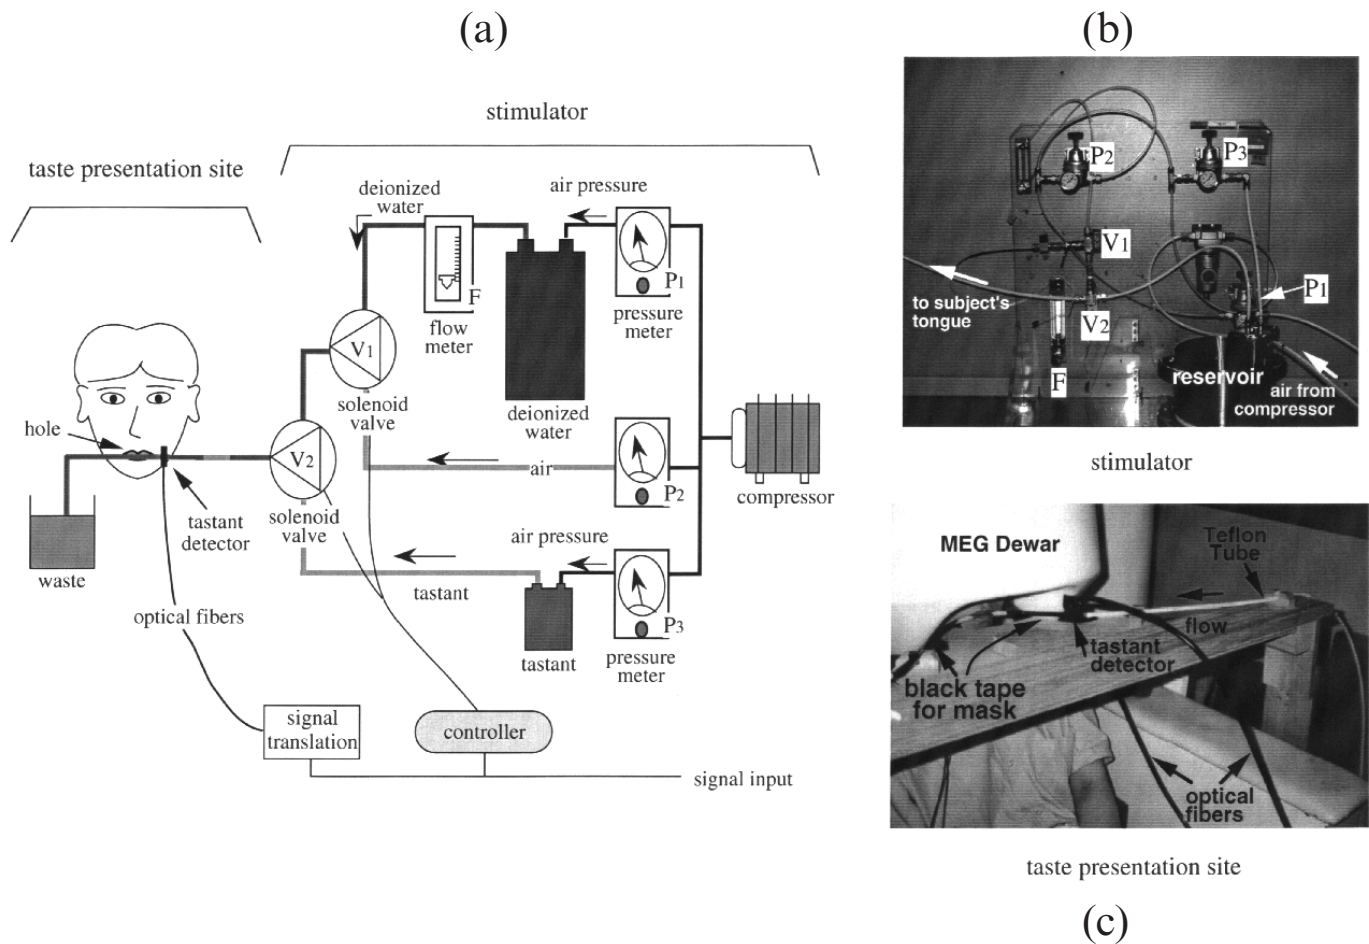 (a)
stimulator
taste presentation site
deionized
water
air pressure
F
flow
meter
P1
pressure
meter
V1
solenoid
valve
deionized
water
hole
V2
air
P2
compressor
solenoid
valve
tastant
detector
air pressure
waste
tastant
optical fibers
tastant
P3
pressure
meter
signal
translation
controller
signal input
(b)
P2
P3
V1
to subject's
tongue
P1
V2
F
reservoir
air from
compressor
stimulator
MEG Dewar
Teflon
Tube
flow
tastant
detector
black tape
for mask
optical
fibers
taste presentation site
(c)